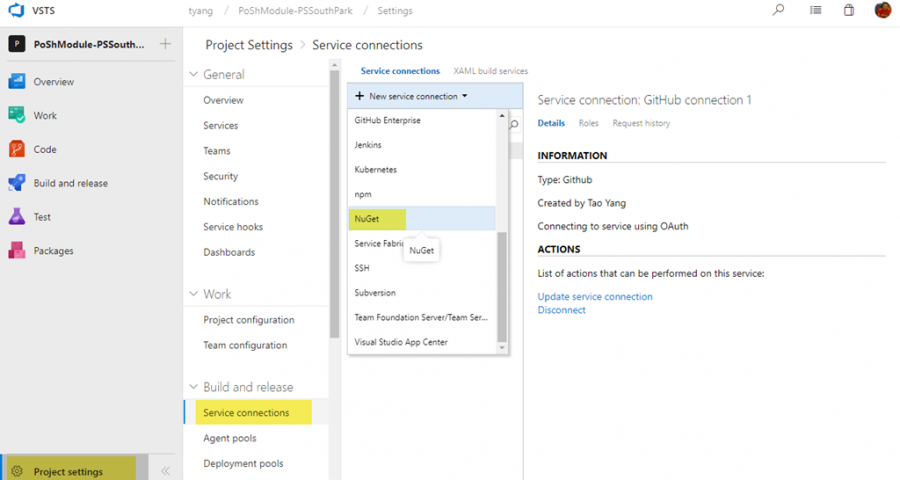 VSTS
tyang / PoShModule-PSSouthPark / Settings
P PoShModule-PSSouth... +
Overview
Work
Code
Build and release
Test
Packages
Project settings
Project Settings > Service connections
General
Overview
Services
Teams
Security
Notifications
Service hooks
Dashboards
Work
Project configuration
Team configuration
Build and release
Service connections
Agent pools
Deployment pools
Service connections XAML build services
+ New service connection
GitHub Enterprise
Jenkins
Kubernetes
npm
NuGet
Service Fabric
NuGet
SSH
Subversion
Team Foundation Server/Team Ser...
Visual Studio App Center
Service connection: GitHub connection 1
Details Roles Request history
INFORMATION
Type: Github
Created by Tao Yang
Connecting to service using OAuth
ACTIONS
List of actions that can be performed on this service:
Update service connection
Disconnect